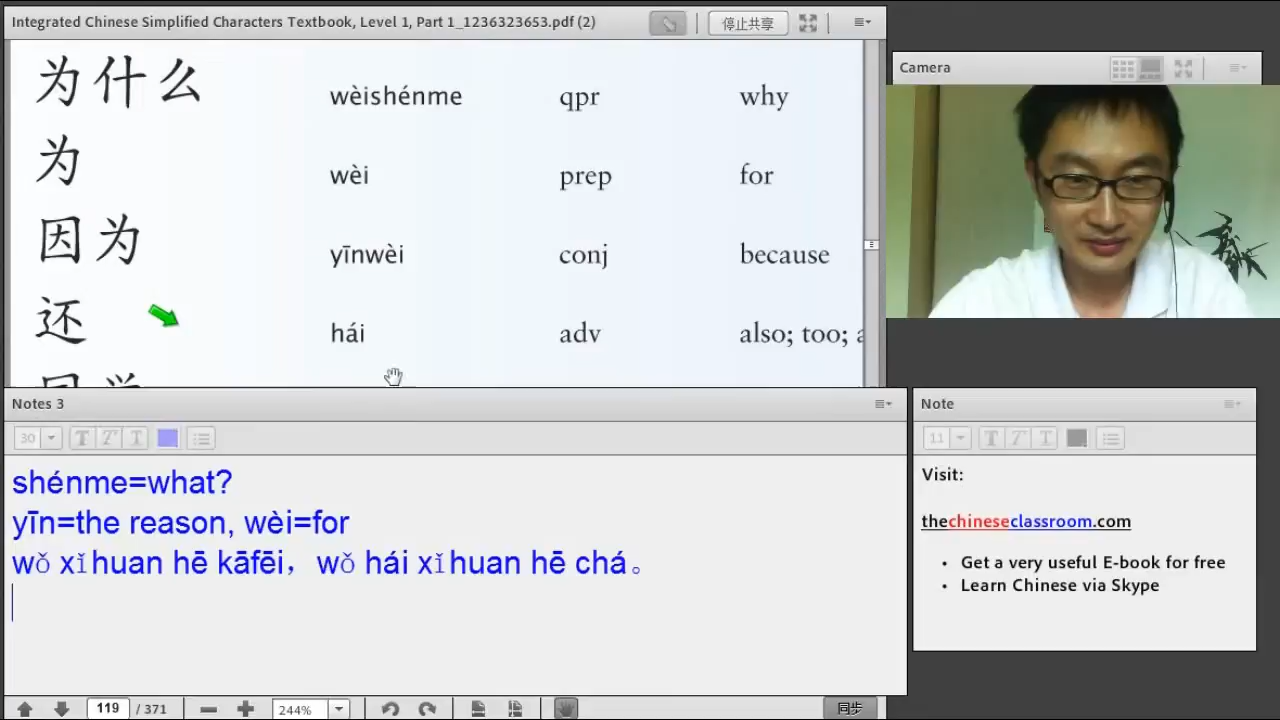 Integrated Chinese Simplified Characters Textbook, Level 1, Part 1_1236323653.pdf (2)
停止共享
为什么 wèishénme qpr why
为 wèi prep for
因为 yīnwèi conj because
还 hái adv also; too;
Camera
Notes 3
30
shénme=what?
yīn=the reason, wèi=for
wǒ xǐhuan hē kāfēi，wǒ hái xǐhuan hē chá。
Note
11
Visit:
thechineseclassroom.com
• Get a very useful E-book for free
• Learn Chinese via Skype
119 / 371
244%
同步